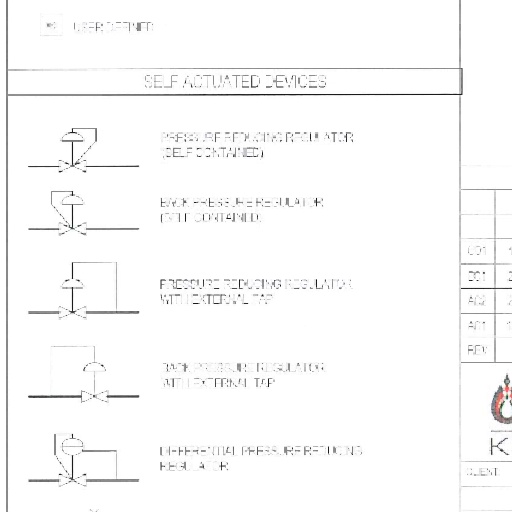 USER DEFINED
SELF ACTUATED DEVICES
PRESSURE REDUCING REGULATOR
(SELF CONTAINED)
BACK PRESSURE REGULATOR
(SELF CONTAINED)
PRESSURE REDUCING REGULATOR
WITH EXTERNAL TAP
BACK PRESSURE REGULATOR
WITH EXTERNAL TAP
DIFFERENTIAL PRESSURE REDUCING
REGULATOR
C01
B01
A02
A01
REV
K
CLIENT